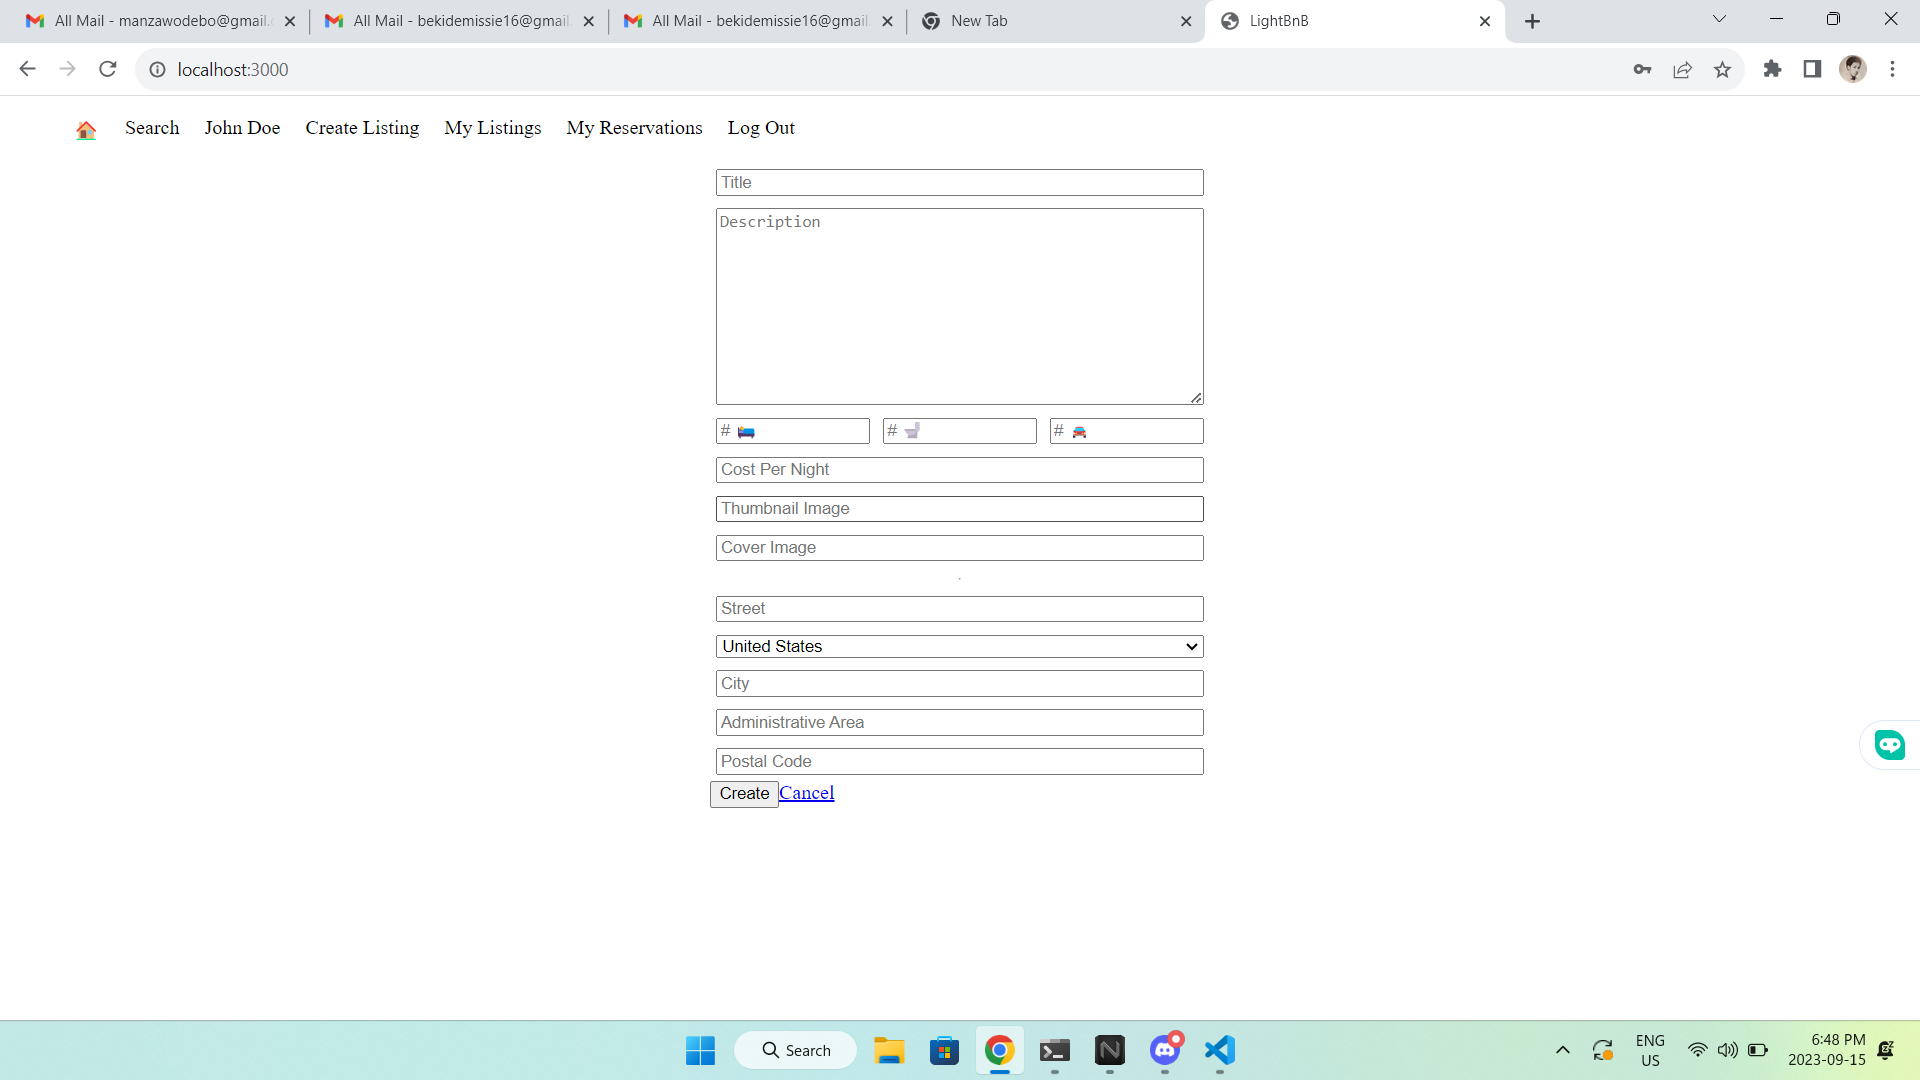 All Mail - manzawodebo@gmail.c
All Mail - bekidemissie16@gmail.
All Mail - bekidemissie16@gmail.
New Tab
LightBnB
localhost:3000
Search
John Doe
Create Listing
My Listings
My Reservations
Log Out
Title
Description
#
#
#
Cost Per Night
Thumbnail Image
Cover Image
Street
United States
City
Administrative Area
Postal Code
Create
Cancel
Search
ENG
US
6:48 PM
2023-09-15